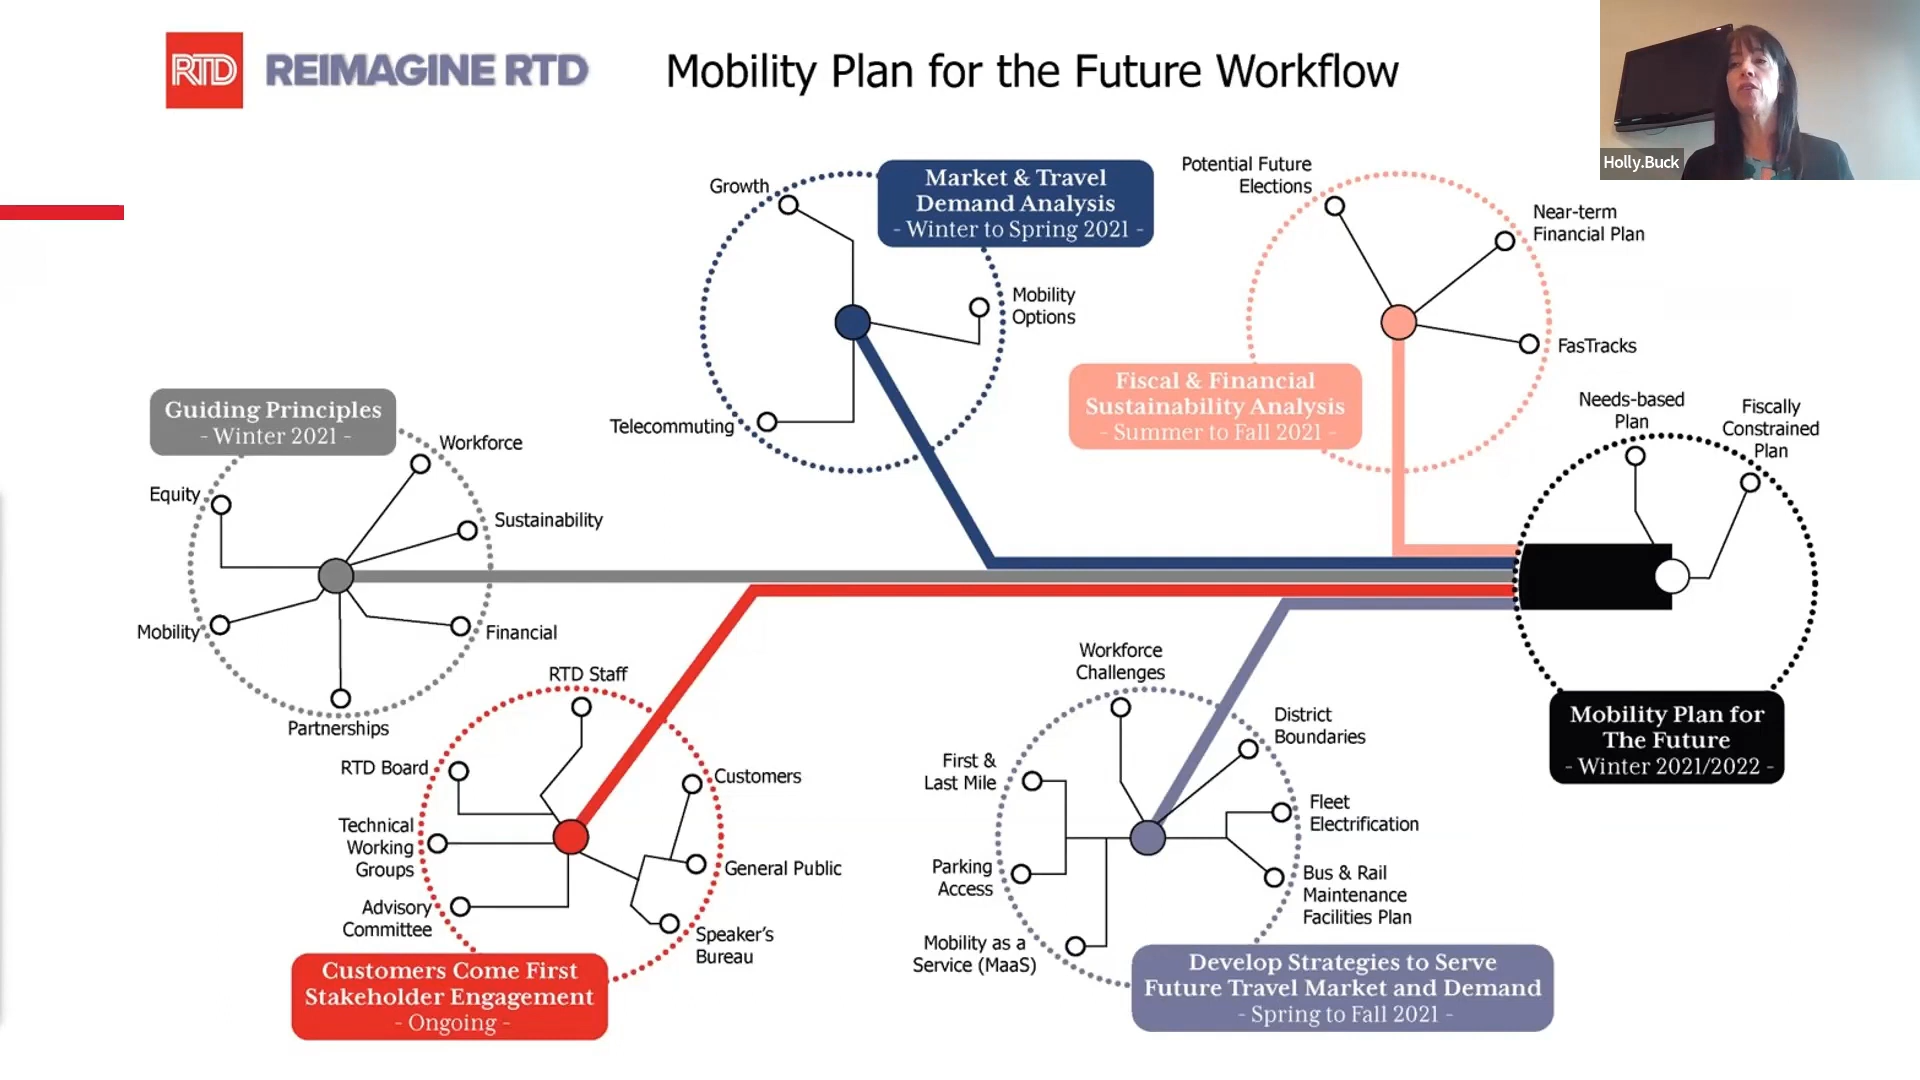 RTD REIMAGINE RTD
Mobility Plan for the Future Workflow
Holly.Buck
Growth
Market & Travel
Demand Analysis
- Winter to Spring 2021 -
Mobility
Options
Telecommuting
Potential Future
Elections
Near-term
Financial Plan
FasTracks
Fiscal & Financial
Sustainability Analysis
- Summer to Fall 2021 -
Needs-based
Plan
Fiscally
Constrained
Plan
Guiding Principles
- Winter 2021 -
Workforce
Equity
Sustainability
Mobility
Financial
Partnerships
RTD Staff
RTD Board
Customers
Technical
Working
Groups
General Public
Advisory
Committee
Speaker's
Bureau
Customers Come First
Stakeholder Engagement
- Ongoing -
Workforce
Challenges
District
Boundaries
First &
Last Mile
Fleet
Electrification
Parking
Access
Bus & Rail
Maintenance
Facilities Plan
Mobility as a
Service (MaaS)
Develop Strategies to Serve
Future Travel Market and Demand
- Spring to Fall 2021 -
Mobility Plan for
The Future
- Winter 2021/2022 -